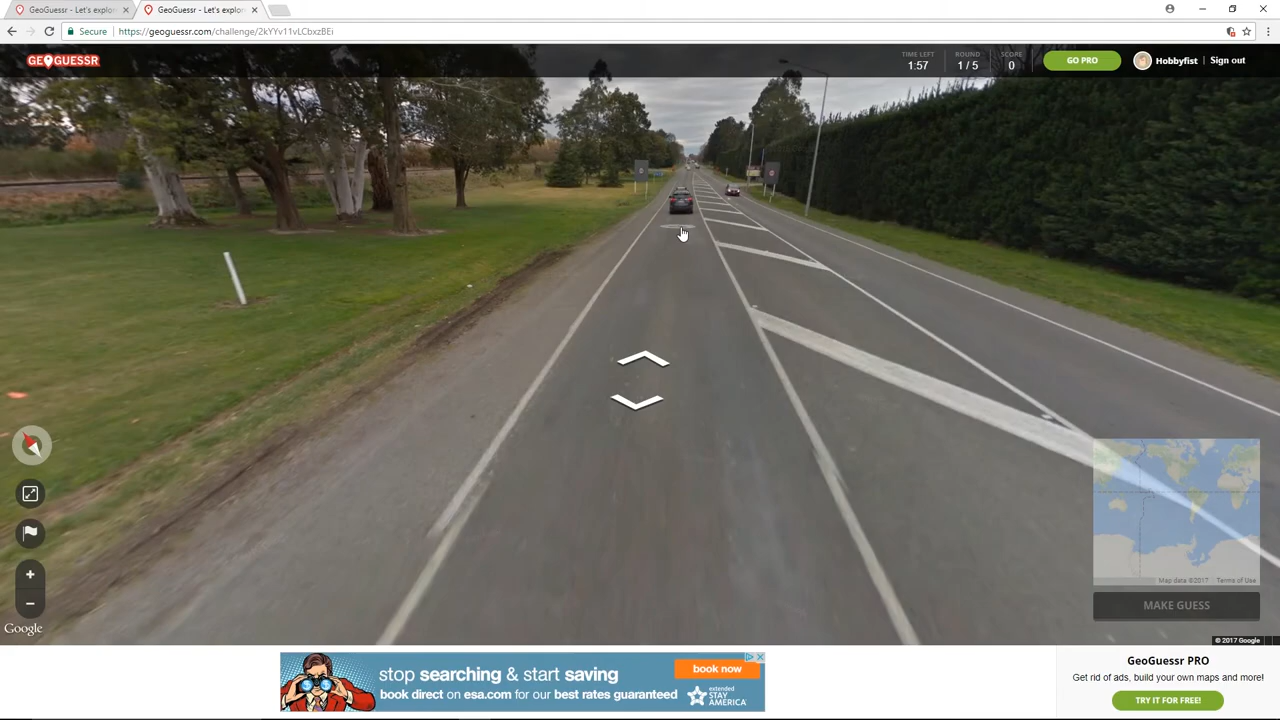 GeoGuessr - Let's explor
GeoGuessr - Let's explor
Secure
https://geoguessr.com/challenge/2kYYv11vLCbxzBEi
GEOGUESSR
TIME LEFT
1:57
ROUND
1 / 5
SCORE
0
GO PRO
Hobbyfist
Sign out
Map data ©2017
Terms of Use
MAKE GUESS
Google
© 2017 Google
stop searching & start saving
book direct on esa.com for our best rates guaranteed
book now
extended
STAY
AMERICA
GeoGuessr PRO
Get rid of ads, build your own maps and more!
TRY IT FOR FREE!